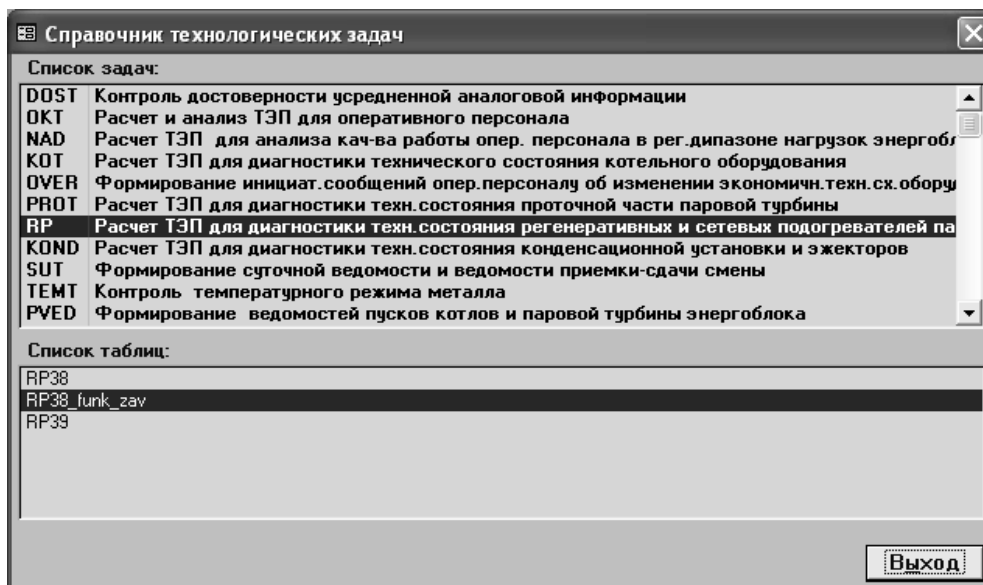 Справочник технологических задач
Список задач:
DOST Контроль достоверности усредненной аналоговой информации
OKT Расчет и анализ ТЭП для оперативного персонала
NAD Расчет ТЭП для анализа кач-ва работы опер. персонала в рег.дипазоне нагрузок энергобл
KOT Расчет ТЭП для диагностики технического состояния котельного оборудования
OVER Формирование инициат.сообщений опер.персоналу об изменении экономичн.техн.сх.обору
PROT Расчет ТЭП для диагностики техн.состояния проточной части паровой турбины
RP Расчет ТЭП для диагностики техн.состояния регенеративных и сетевых подогревателей па
KOND Расчет ТЭП для диагностики техн.состояния конденсационной установки и эжекторов
SUT Формирование суточной ведомости и ведомости приемки-сдачи смены
TEMT Контроль температурного режима металла
PVED Формирование ведомостей пусков котлов и паровой турбины энергоблока
Список таблиц:
RP38
RP38_funk_zav
RP39
Выход